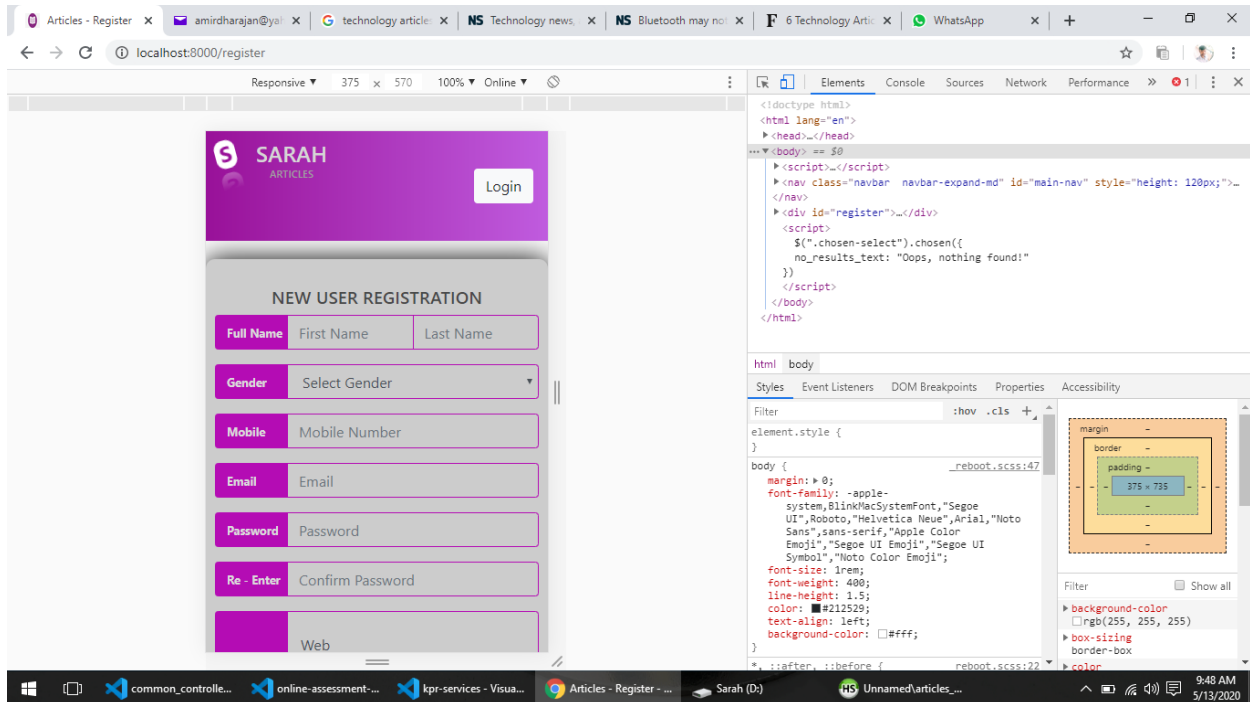 Articles - Register
amirdharajan@yah
technology articles
NS Technology news,
NS Bluetooth may not
F 6 Technology Artic
WhatsApp
localhost:8000/register
Responsive ▼ 375 x 570 100% ▼ Online ▼
Elements Console Sources Network Performance » 1
<!doctype html>
<html lang="en">
<head>…</head>
••• ▼<body> == $0
<script>…</script>
<nav class="navbar  navbar-expand-md" id="main-nav" style="height: 120px;">…
</nav>
<div id="register">…</div>
<script>
$(".chosen-select").chosen({
no_results_text: "Oops, nothing found!"
})
</script>
</body>
</html>
S SARAH
ARTICLES
Login
NEW USER REGISTRATION
Full Name First Name Last Name
Gender Select Gender
Mobile Mobile Number
Email Email
Password Password
Re - Enter Confirm Password
Web
html body
Styles Event Listeners DOM Breakpoints Properties Accessibility
Filter :hov .cls +
element.style {
}
body { _reboot.scss:47
margin: ▶ 0;
font-family: -apple-
system,BlinkMacSystemFont,"Segoe
UI",Roboto,"Helvetica Neue",Arial,"Noto
Sans",sans-serif,"Apple Color
Emoji","Segoe UI Emoji","Segoe UI
Symbol","Noto Color Emoji";
font-size: 1rem;
font-weight: 400;
line-height: 1.5;
color: #212529;
text-align: left;
background-color: #fff;
}
*, ::after, ::before { reboot.scss:22
margin –
border –
padding –
– – – 375 × 735 – – –
–
–
–
Filter Show all
background-color
rgb(255, 255, 255)
box-sizing
border-box
color
common_controlle...
online-assessment-...
kpr-services - Visua...
Articles - Register - ...
Sarah (D:)
HS Unnamed\articles_...
9:48 AM
5/13/2020